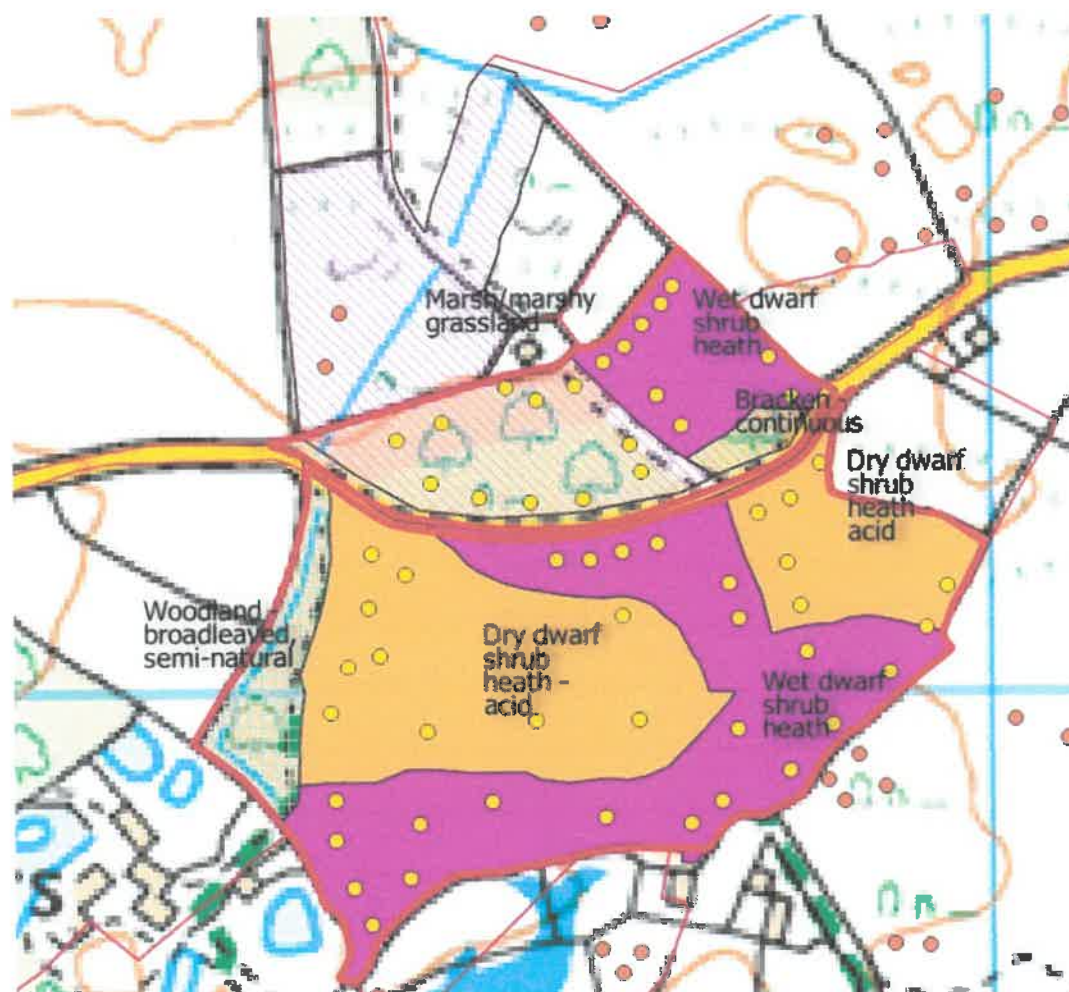 Marsh/marshy
grassland
Wet dwarf
shrub
heath
Bracken -
continuous
Dry dwarf
shrub
heath -
acid
Woodland -
broadleaved,
semi-natural
Dry dwarf
shrub
heath -
acid
Wet dwarf
shrub
heath
S